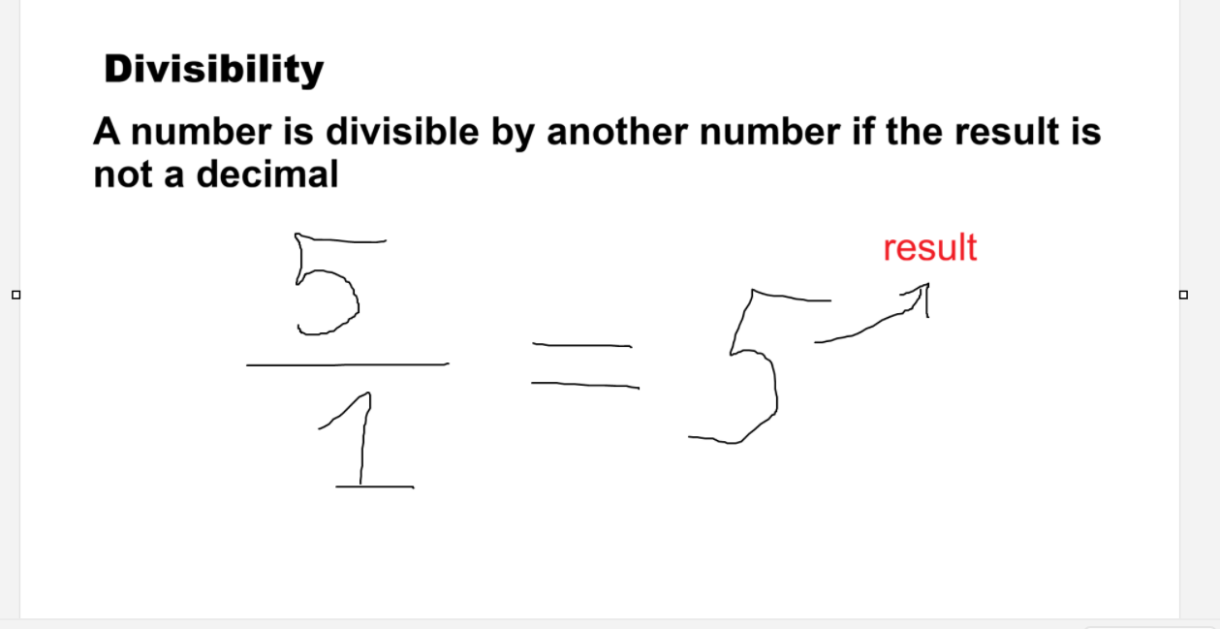 Divisibility
A number is divisible by another number if the result is
not a decimal
result
5
1
= 5